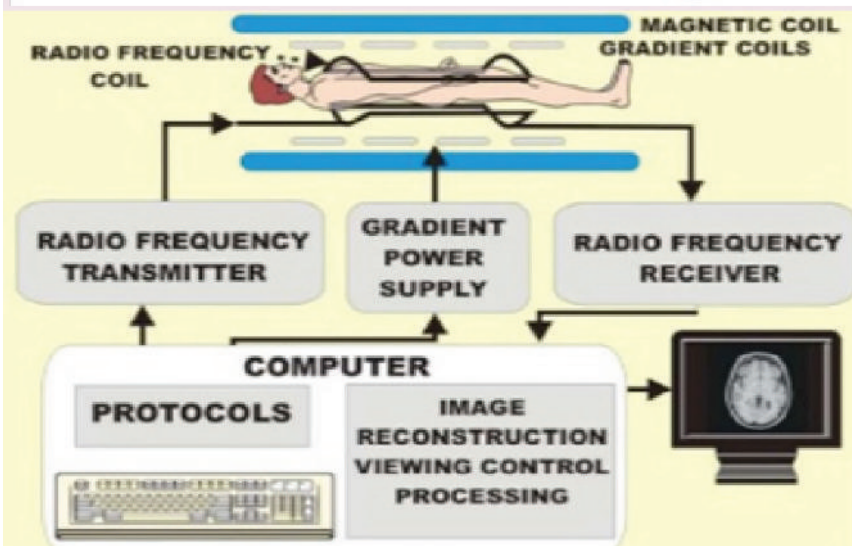 MAGNETIC COIL
RADIO FREQUENCY
COIL
GRADIENT COILS
RADIO FREQUENCY
TRANSMITTER
GRADIENT
POWER
SUPPLY
RADIO FREQUENCY
RECEIVER
COMPUTER
PROTOCOLS
IMAGE
RECONSTRUCTION
VIEWING CONTROL
PROCESSING